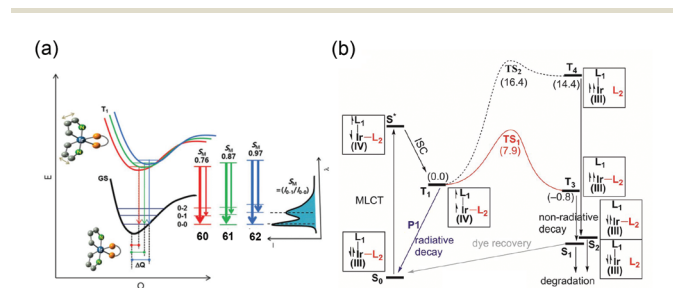 (a)
T₁
S_M S_M S_M
0.76 0.87 0.97
E
GS
S_M
=(I₀₋₁/I₀₋₀)
λ
0-2
0-1
0-0
60 61 62
I
ΔQ
Q
(b)
TS₂
(16.4)
T₄
(14.4)
L₁
Ir L₂
(III)
L₁
Ir—L₂
(IV)
S*
ISC
TS₁
(7.9)
(0.0)
T₁
L₁
Ir—L₂
(IV)
T₃
(−0.8)
L₁
Ir L₂
(III)
MLCT
P1
radiative
decay
non-radiative
decay
dye recovery
L₁
Ir—L₂
(III)
S₀
S₁
S₂
L₁
Ir L₂
(III)
L₁
Ir L₂
(III)
degradation